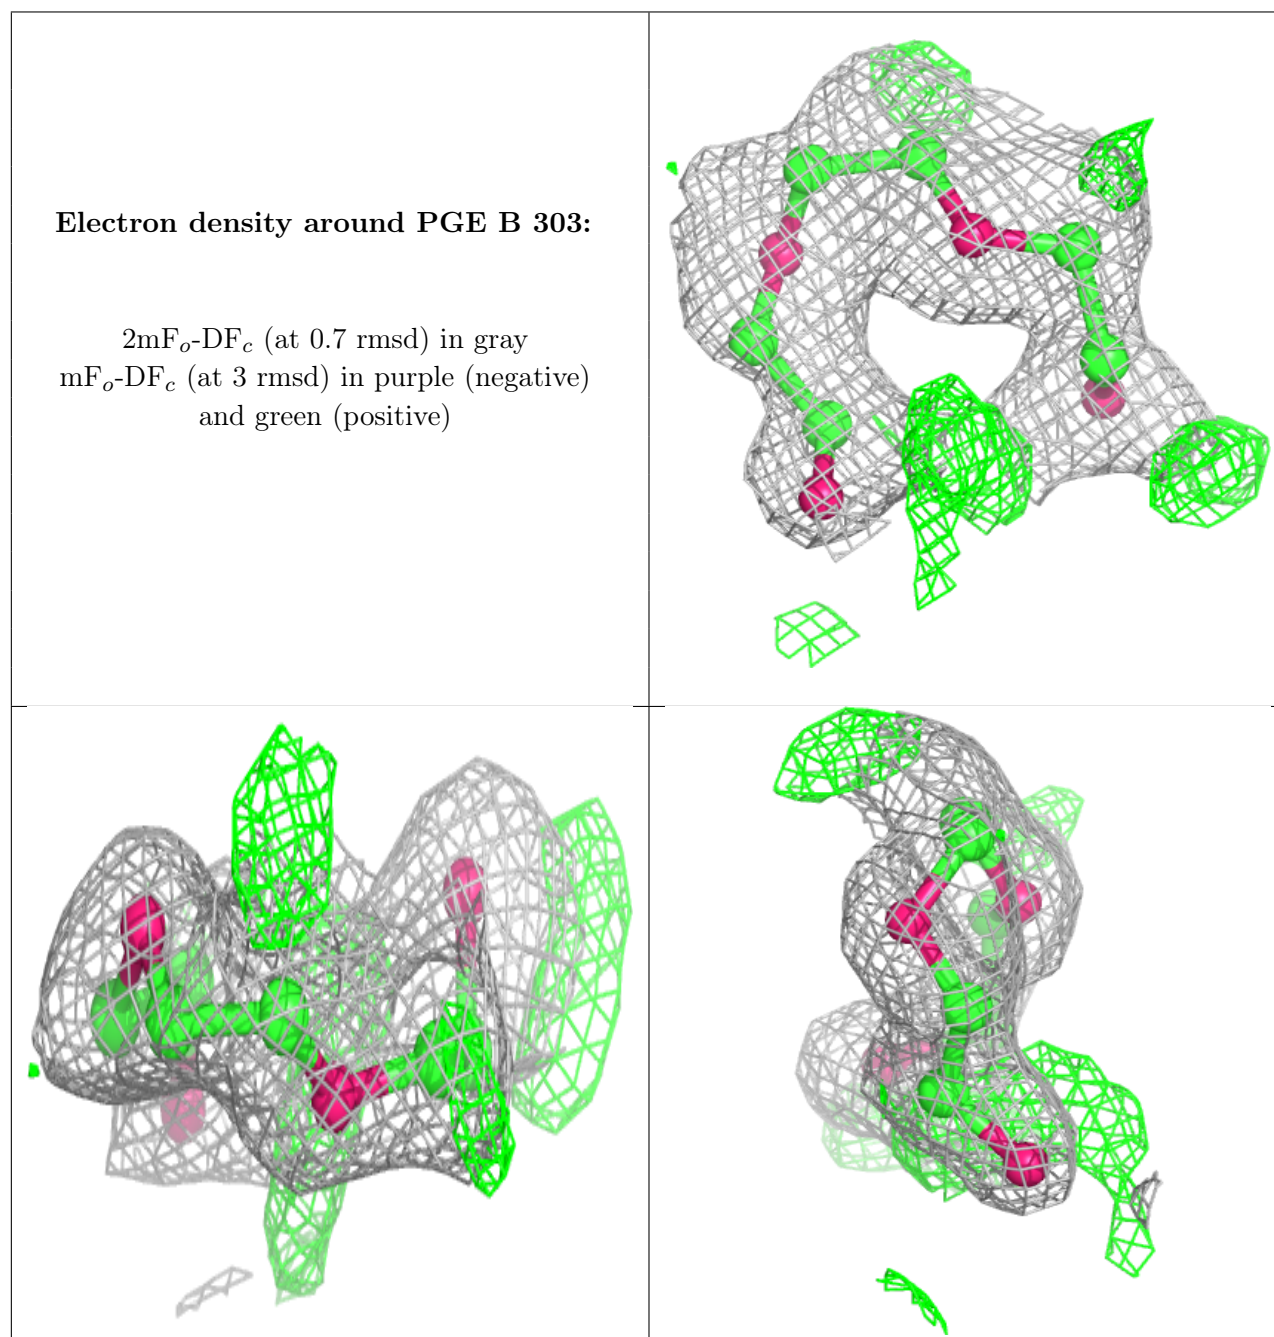 Electron density around PGE B 303:
2mFo-DFc (at 0.7 rmsd) in gray
mFo-DFc (at 3 rmsd) in purple (negative)
and green (positive)